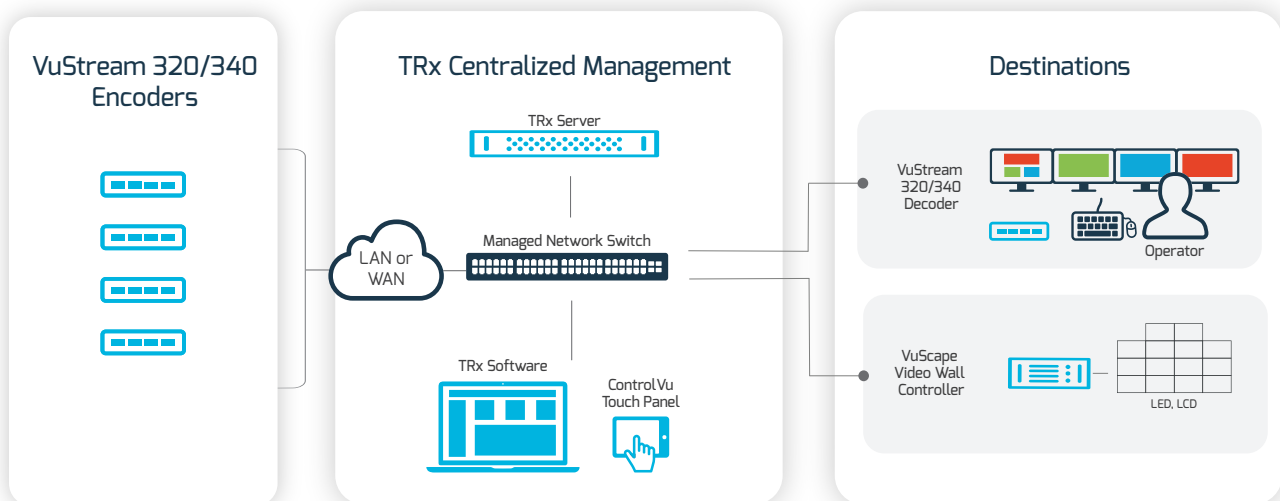 VuStream 320/340
Encoders
TRx Centralized Management
TRx Server
LAN or
WAN
Managed Network Switch
TRx Software
ControlVu
Touch Panel
Destinations
VuStream
320/340
Decoder
Operator
VuScape
Video Wall
Controller
LED, LCD